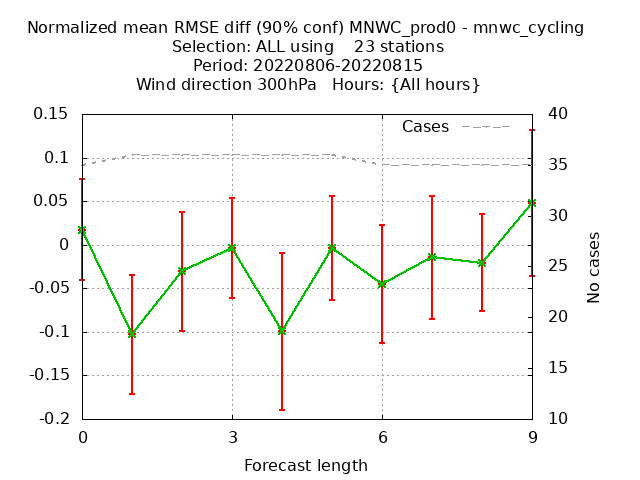 Normalized mean RMSE diff (90% conf) MNWC_prod0 - mnwc_cycling
Selection: ALL using    23 stations
Period: 20220806-20220815
Wind direction 300hPa   Hours: {All hours}
0.15
0.1
0.05
0
-0.05
-0.1
-0.15
-0.2
Cases
40
35
30
25
20
15
10
No cases
0 3 6 9
Forecast length